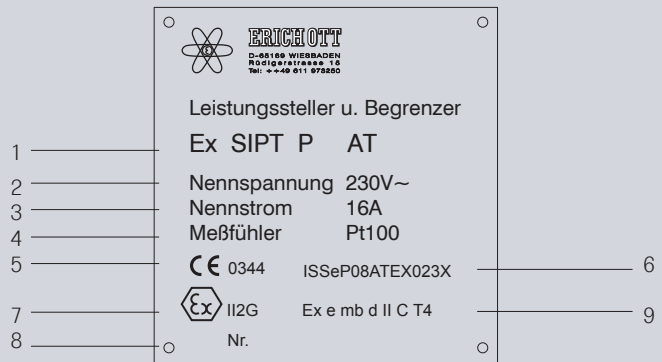 ERICH OTT
D-65189 WIESBADEN
Rüdigerstrasse 15
Tel: ++49 611 973250
Leistungssteller u. Begrenzer
1 Ex SIPT P AT
2 Nennspannung 230V~
3 Nennstrom 16A
4 Meßfühler Pt100
5 CE 0344 ISSeP08ATEX023X 6
7 Ex II2G Ex e mb d II C T4 9
8 Nr.